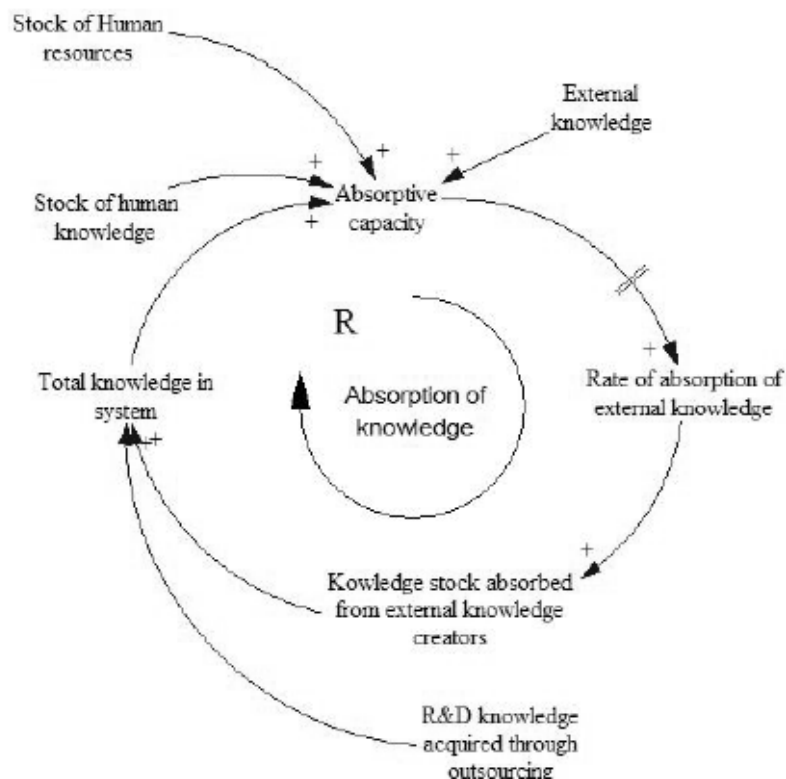 Stock of Human
resources
External
knowledge
+
+
+
Absorptive
capacity
Stock of human
knowledge
+
R
+
Total knowledge in
system
Absorption of
knowledge
Rate of absorption of
external knowledge
++
+
Kowledge stock absorbed
from external knowledge
creators
R&D knowledge
acquired through
outsourcing